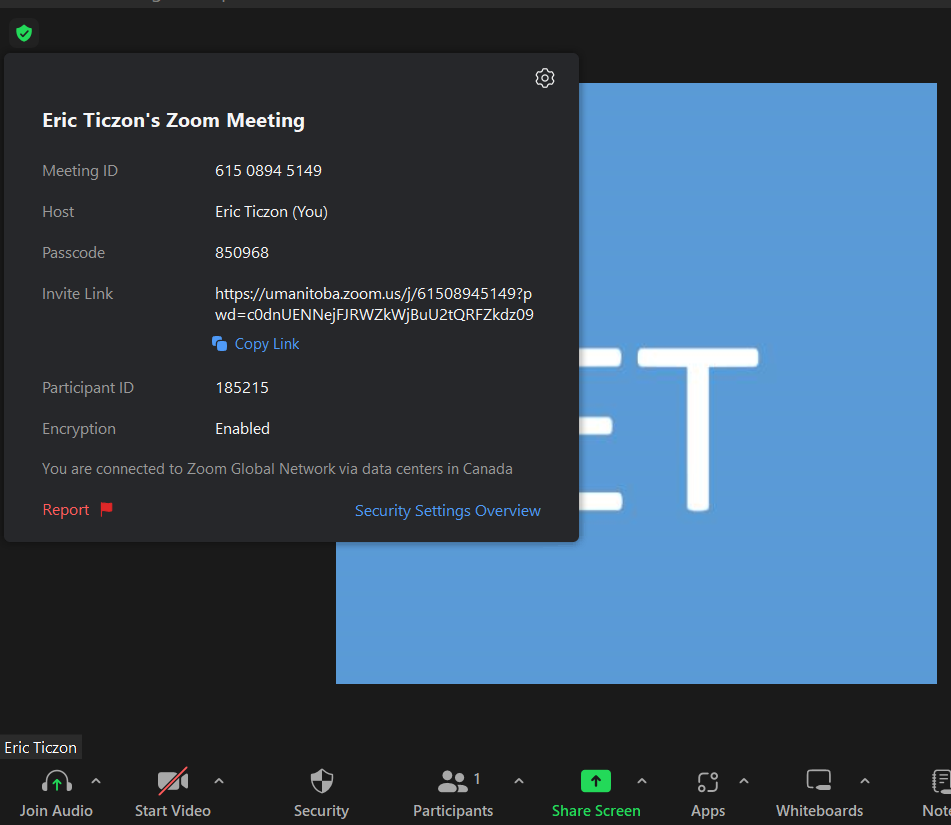 Eric Ticzon's Zoom Meeting
Meeting ID 615 0894 5149
Host Eric Ticzon (You)
Passcode 850968
Invite Link https://umanitoba.zoom.us/j/61508945149?p
wd=c0dnUENNejFJRWZkWjBuU2tQRFZkdz09
Copy Link
Participant ID 185215
Encryption Enabled
You are connected to Zoom Global Network via data centers in Canada
Report Security Settings Overview
ET
Eric Ticzon
1
Join Audio Start Video Security Participants Share Screen Apps Whiteboards Note